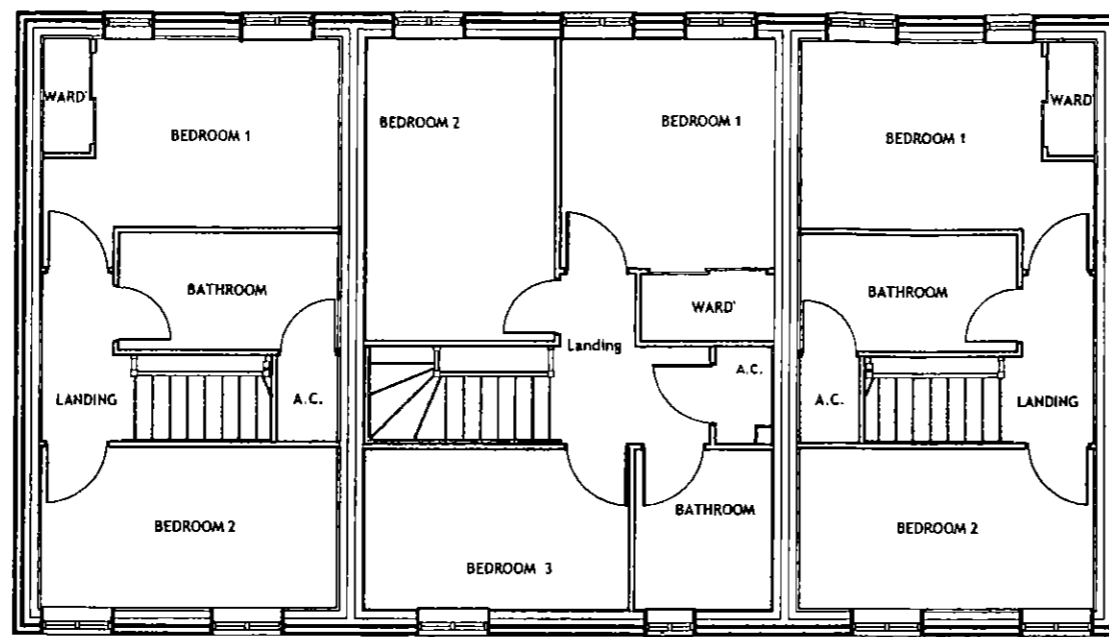 WARD'
BEDROOM 1
BATHROOM
LANDING
A.C.
BEDROOM 2
BEDROOM 2
BEDROOM 1
WARD'
Landing
A.C.
BEDROOM 3
BATHROOM
BEDROOM 1
WARD
BATHROOM
A.C.
LANDING
BEDROOM 2